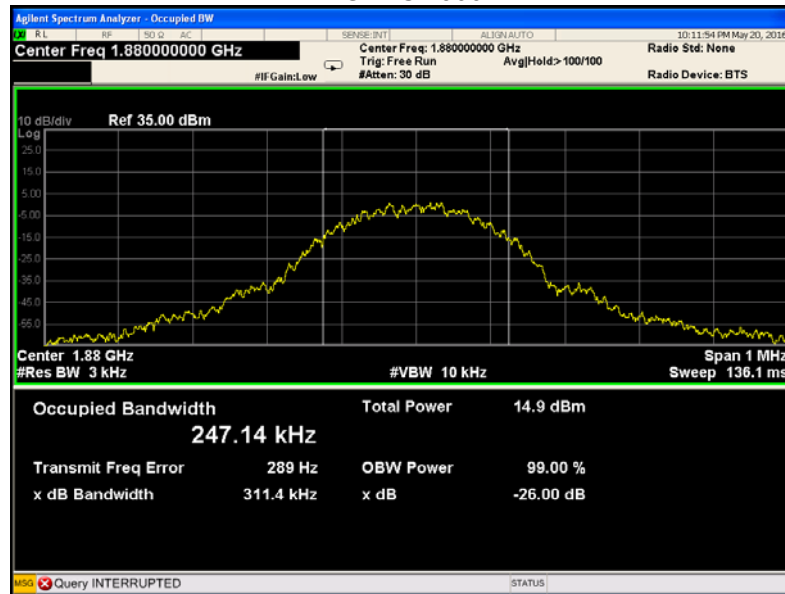 Agilent Spectrum Analyzer - Occupied BW
RL RF 50 Ω AC SENSE:INT ALIGNAUTO 10:11:54 PM May 20, 2016
Center Freq 1.880000000 GHz Center Freq: 1.880000000 GHz Radio Std: None
Trig: Free Run Avg|Hold:> 100/100
#IFGain:Low #Atten: 30 dB Radio Device: BTS
10 dB/div Ref 35.00 dBm
Log
25.0
15.0
5.00
-5.00
-15.0
-25.0
-35.0
-45.0
-55.0
Center 1.88 GHz Span 1 MHz
#Res BW 3 kHz #VBW 10 kHz Sweep 136.1 ms
Occupied Bandwidth Total Power 14.9 dBm
247.14 kHz
Transmit Freq Error 289 Hz OBW Power 99.00 %
x dB Bandwidth 311.4 kHz x dB -26.00 dB
MSG Query INTERRUPTED STATUS